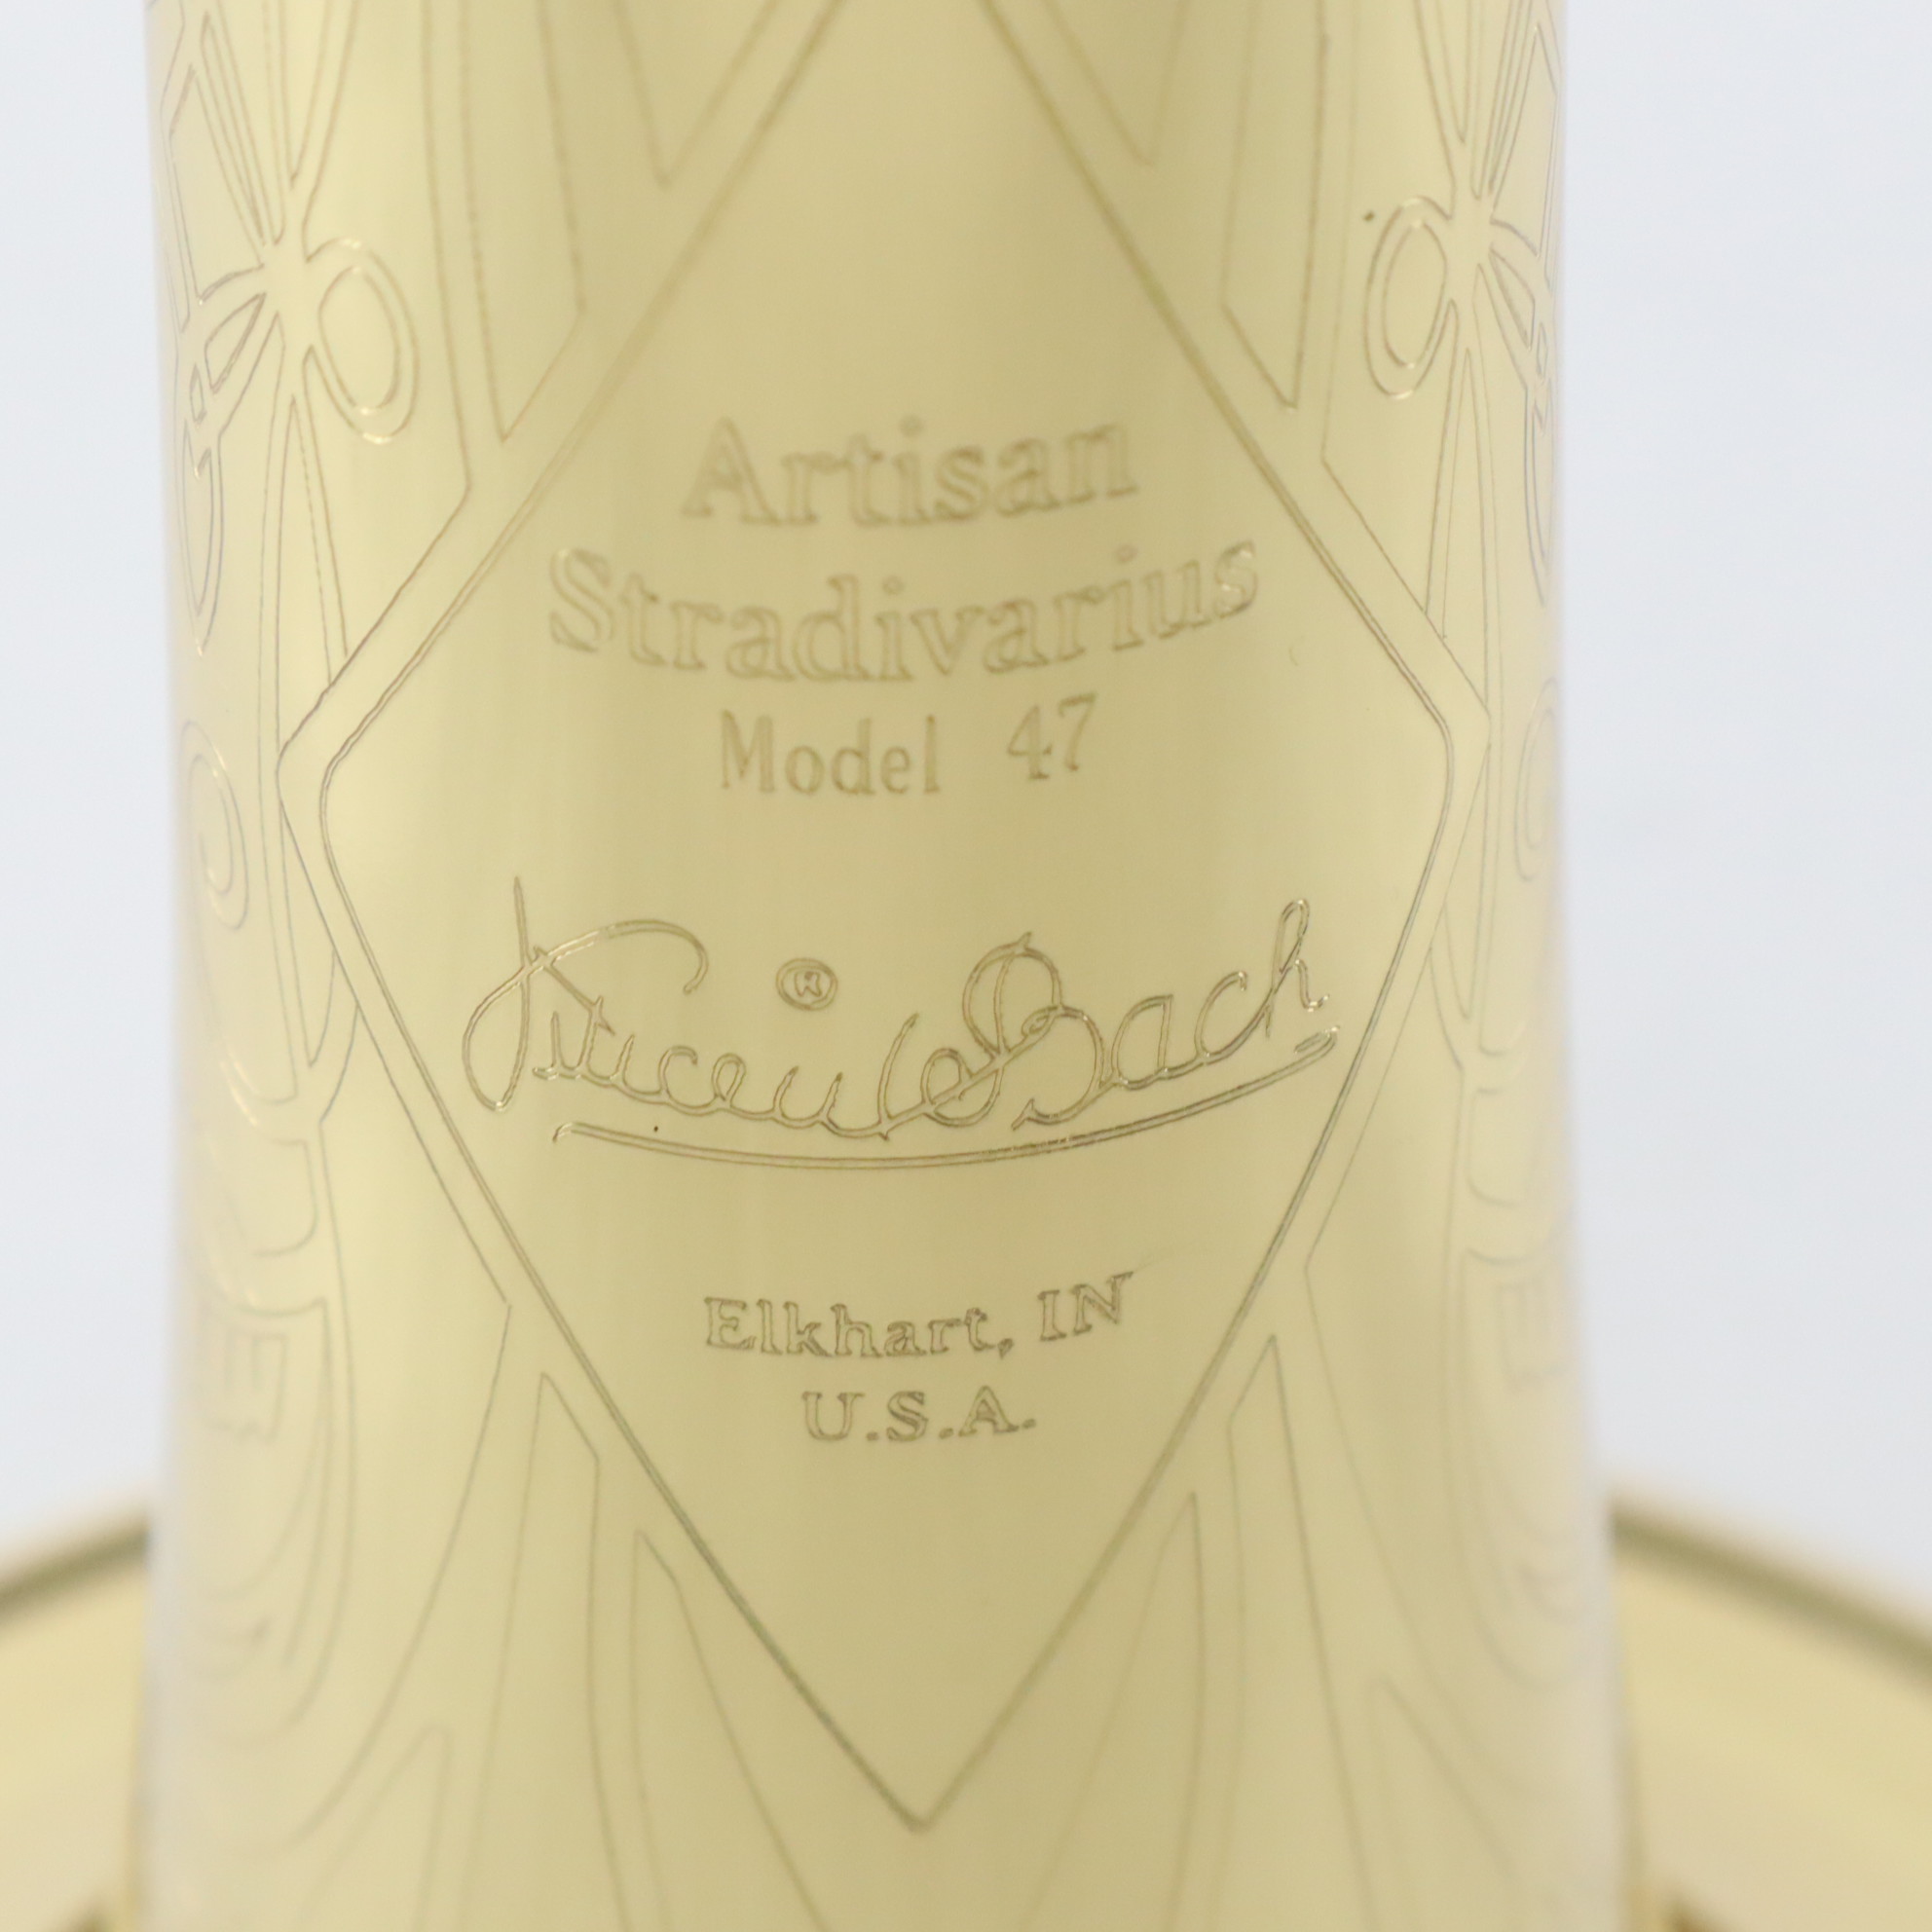 Artisan
Stradivarius
Model 47
Vincent Bach ®
Elkhart, IN
U.S.A.